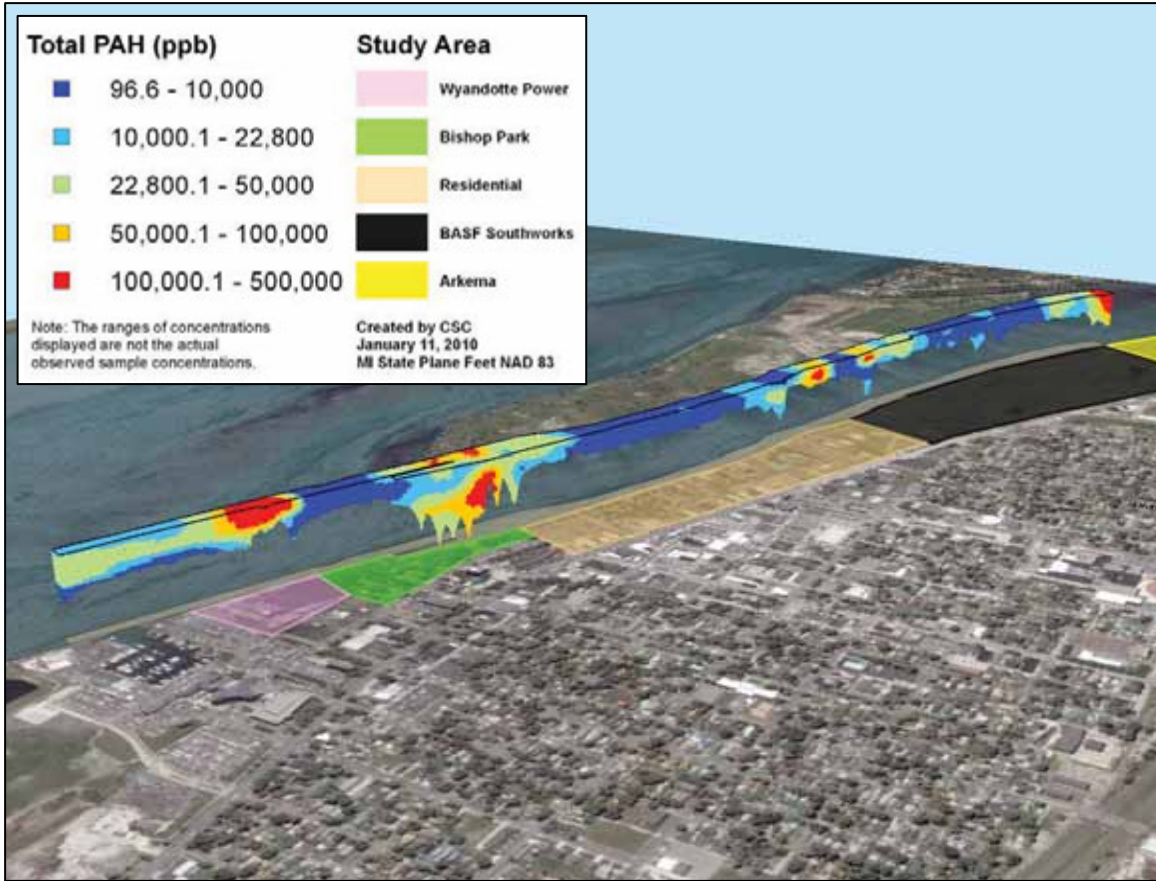 Total PAH (ppb)
96.6 - 10,000
10,000.1 - 22,800
22,800.1 - 50,000
50,000.1 - 100,000
100,000.1 - 500,000
Note: The ranges of concentrations
displayed are not the actual
observed sample concentrations.
Study Area
Wyandotte Power
Bishop Park
Residential
BASF Southworks
Arkema
Created by CSC
January 11, 2010
MI State Plane Feet NAD 83